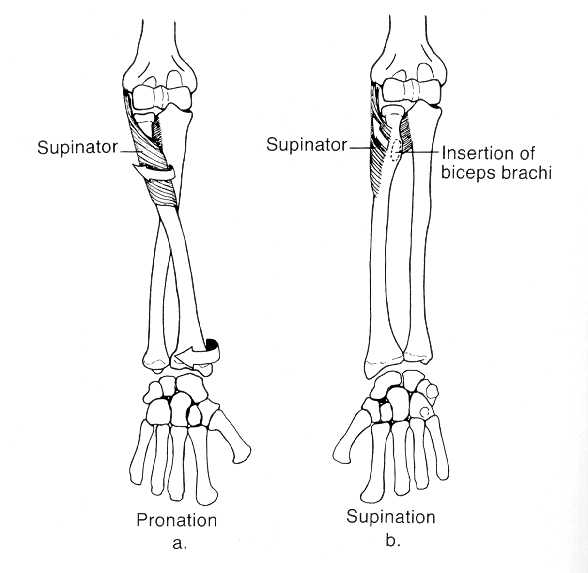 Supinator
Supinator
Insertion of
biceps brachi
Pronation
a.
Supination
b.